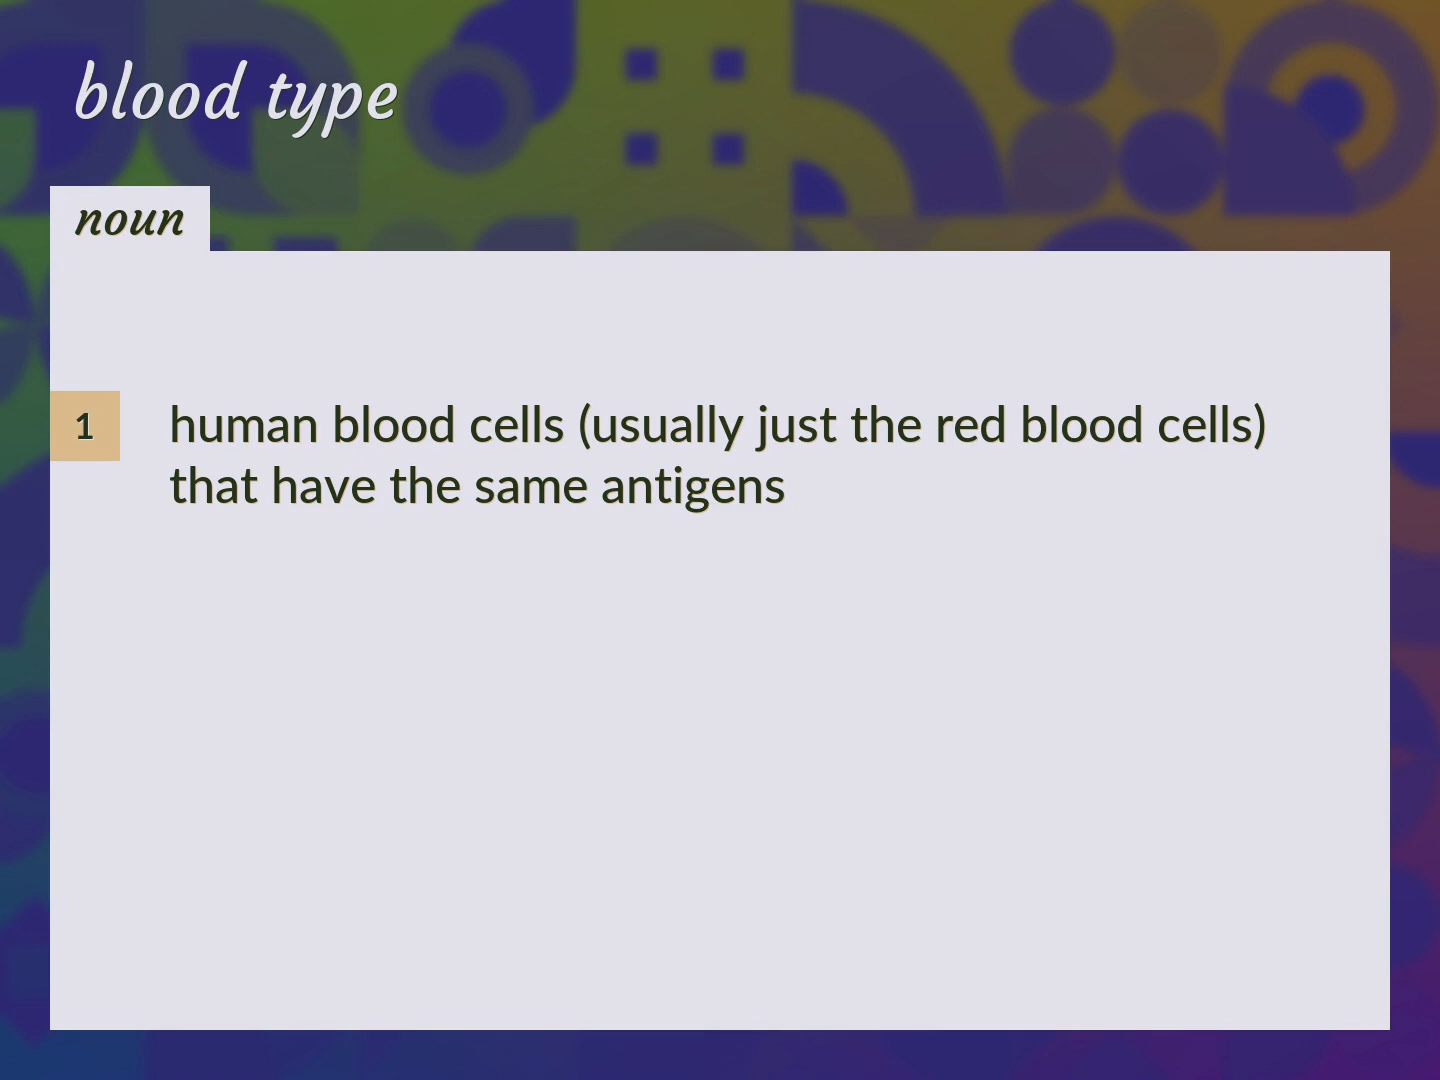 blood type
noun
1
human blood cells (usually just the red blood cells)
that have the same antigens